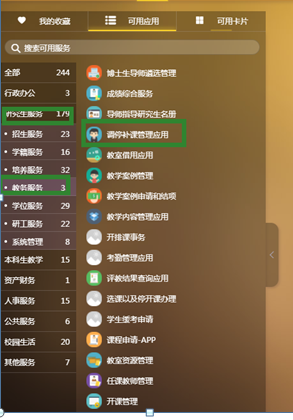 我的收藏
可用应用
可用卡片
搜索可用服务
全部 244
行政办公 3
研究生服务 179
招生服务 23
学籍服务 16
培养服务 32
教务服务 3
学位服务 29
研工服务 22
系统管理 8
本科生教学 15
资产财务 1
人事服务 15
公共服务 6
校园生活 20
其他服务 7
博士生导师遴选管理
成绩综合服务
导师指导研究生名册
调停补课管理应用
教室借用应用
教学案例管理
教学案例申请和结项
教学内容管理应用
开排课事务
考勤管理应用
评教结果查询应用
选课以及停开课办理
学生缓考申请
课程申请-APP
教室资源管理
任课教师管理
开课管理